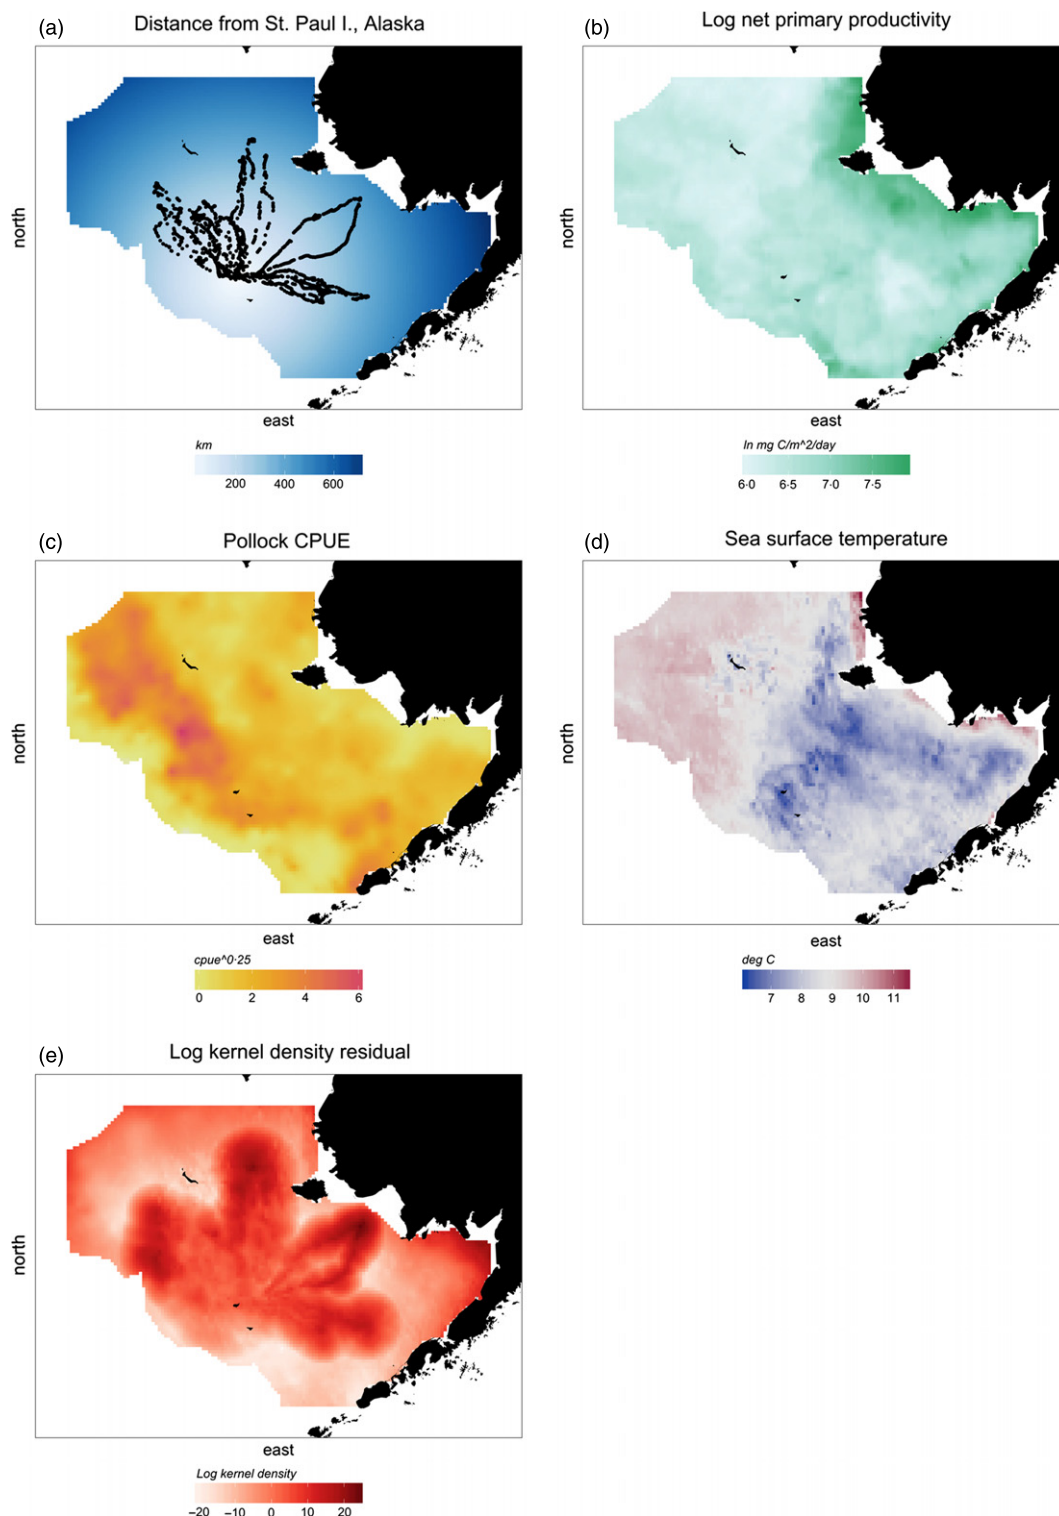 (a)
Distance from St. Paul I., Alaska
north
east
km
200 400 600
(b)
Log net primary productivity
north
east
ln mg C/m^2/day
6·0 6·5 7·0 7·5
(c)
Pollock CPUE
north
east
cpue^0·25
0 2 4 6
(d)
Sea surface temperature
north
east
deg C
7 8 9 10 11
(e)
Log kernel density residual
north
east
Log kernel density
−20 −10 0 10 20